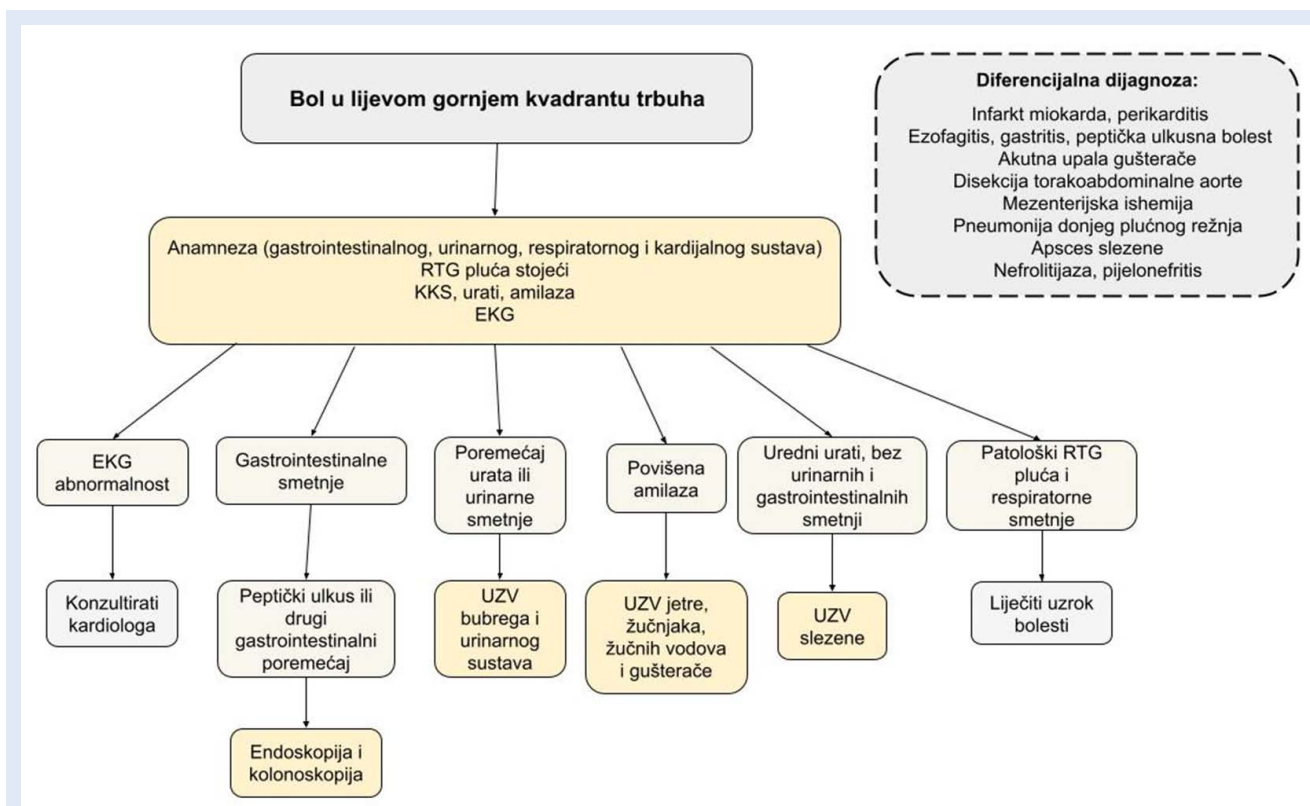 Bol u lijevom gornjem kvadrantu trbuha
Diferencijalna dijagnoza:
Infarkt miokarda, perikarditis
Ezofagitis, gastritis, peptička ulkusna bolest
Akutna upala gušterače
Disekcija torakoabdominalne aorte
Mezenterijska ishemija
Pneumonija donjeg plućnog režnja
Apsces slezene
Nefrolitijaza, pijelonefritis
Anamneza (gastrointestinalnog, urinarnog, respiratornog i kardijalnog sustava)
RTG pluća stojeći
KKS, urati, amilaza
EKG
EKG
abnormalnost
Gastrointestinalne
smetnje
Poremećaj
urata ili
urinarne
smetnje
Povišena
amilaza
Uredni urati, bez
urinarnih i
gastrointestinalnih
smetnji
Patološki RTG
pluća i
respiratorne
smetnje
Konzultirati
kardiologa
Peptički ulkus ili
drugi
gastrointestinalni
poremećaj
UZV
bubrega i
urinarnog
sustava
UZV jetre,
žučnjaka,
žučnih vodova
i gušterače
UZV
slezene
Liječiti uzrok
bolesti
Endoskopija i
kolonoskopija